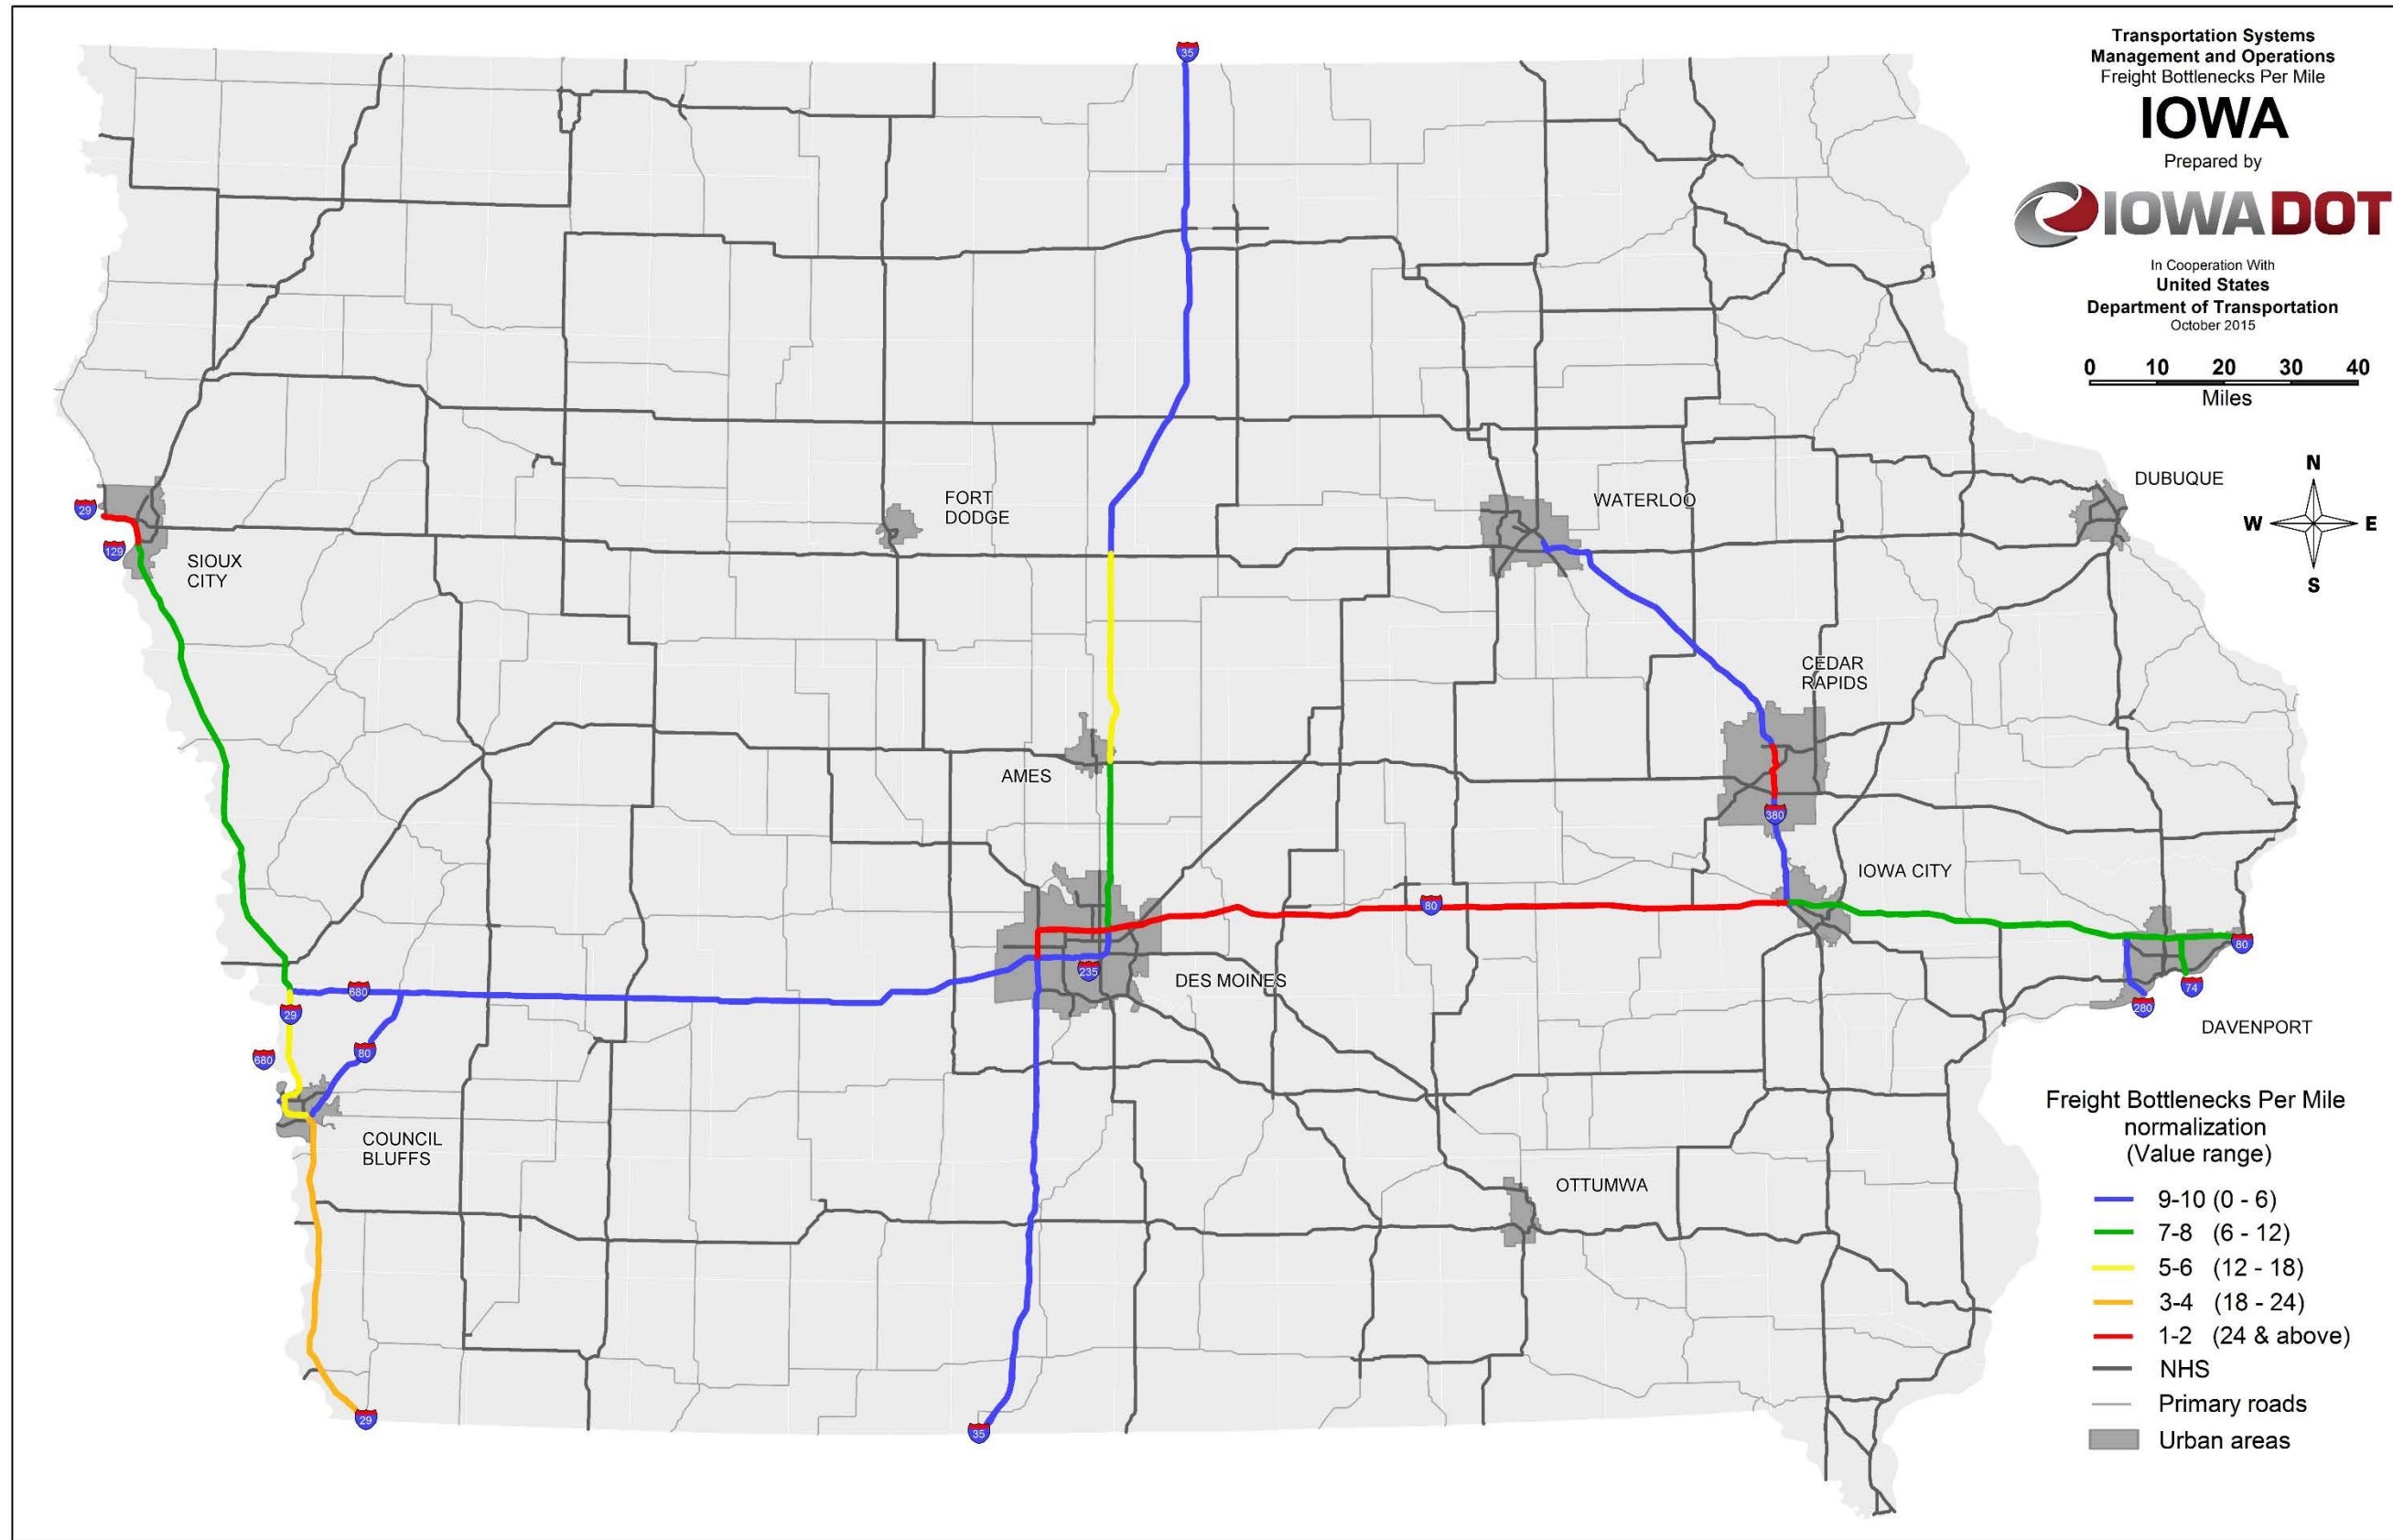 Transportation Systems
Management and Operations
Freight Bottlenecks Per Mile
IOWA
Prepared by
IOWADOT
In Cooperation With
United States
Department of Transportation
October 2015
0 10 20 30 40
Miles
N
W E
S
35
DUBUQUE
WATERLOO
FORT
DODGE
29
129
SIOUX
CITY
CEDAR
RAPIDS
AMES
380
IOWA CITY
80
80
235
DES MOINES
680
29
74
280
DAVENPORT
80
680
COUNCIL
BLUFFS
OTTUMWA
29
35
Freight Bottlenecks Per Mile
normalization
(Value range)
9-10 (0 - 6)
7-8 (6 - 12)
5-6 (12 - 18)
3-4 (18 - 24)
1-2 (24 & above)
NHS
Primary roads
Urban areas